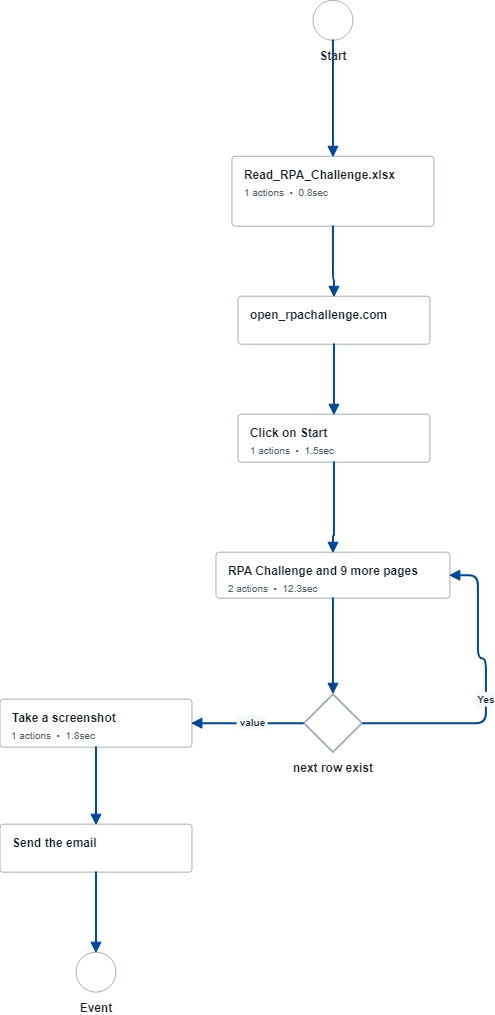 Start
Read_RPA_Challenge.xlsx
1 actions • 0.8sec
open_rpachallenge.com
Click on Start
1 actions • 1.5sec
RPA Challenge and 9 more pages
2 actions • 12.3sec
Yes
Take a screenshot
1 actions • 1.8sec
value
next row exist
Send the email
Event